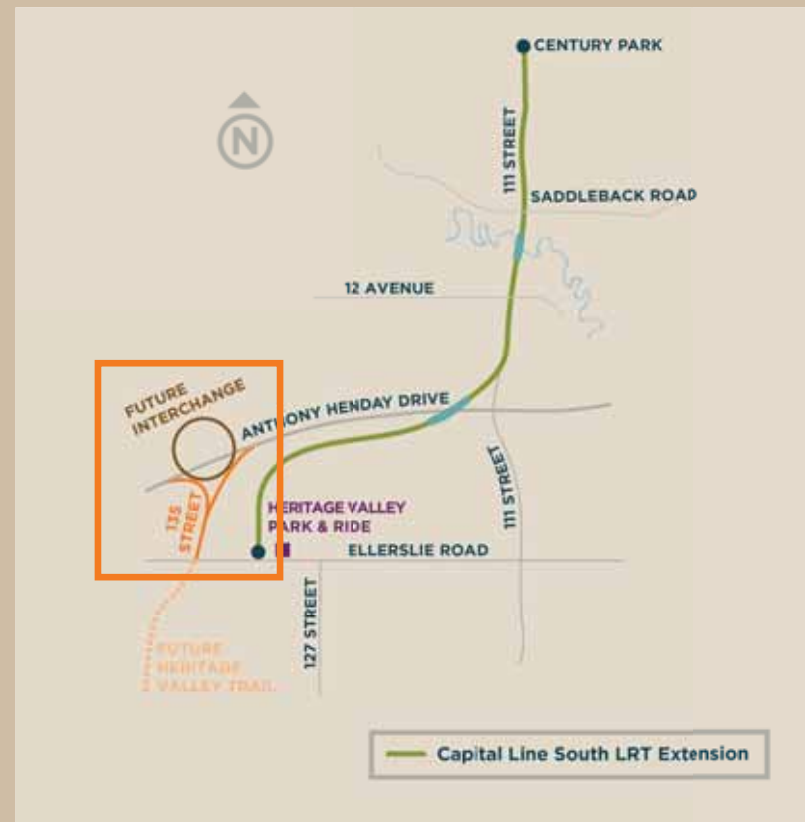 CENTURY PARK
N
111 STREET
SADDLEBACK ROAD
12 AVENUE
FUTURE
INTERCHANGE
ANTHONY HENDAY DRIVE
135
STREET
HERITAGE VALLEY
PARK & RIDE
111 STREET
ELLERSLIE ROAD
127 STREET
FUTURE
HERITAGE
VALLEY TRAIL
Capital Line South LRT Extension